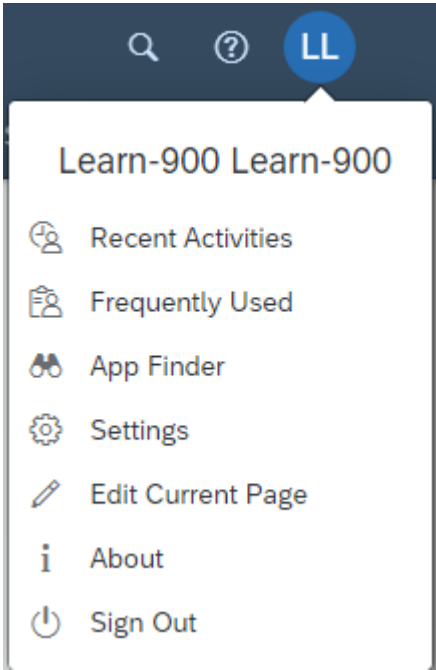 LL
Learn-900 Learn-900
Recent Activities
Frequently Used
App Finder
Settings
Edit Current Page
About
Sign Out